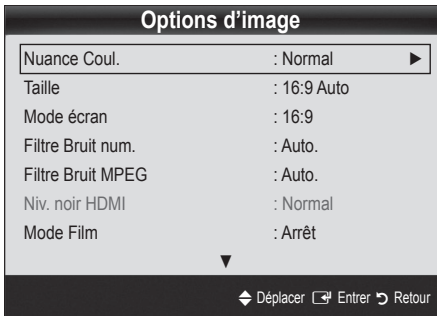 Options d'image
Nuance Coul. : Normal ►
Taille : 16:9 Auto
Mode écran : 16:9
Filtre Bruit num. : Auto.
Filtre Bruit MPEG : Auto.
Niv. noir HDMI : Normal
Mode Film : Arrêt
▼
Déplacer Entrer Retour